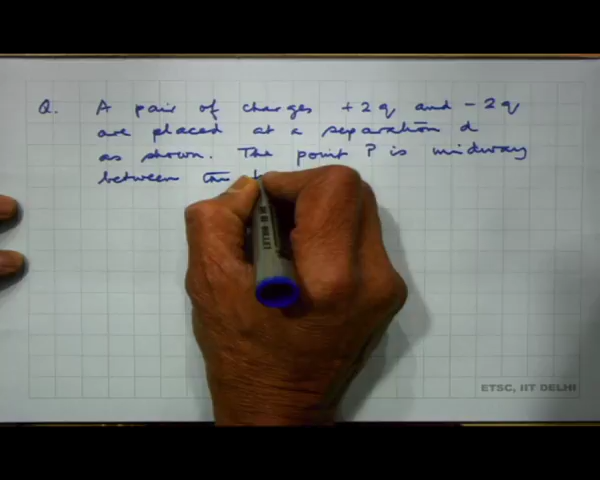 Q. A pair of charges +2q and -2q
are placed at a separation d
as shown. The point P is midway
between the
ETSC, IIT DELHI